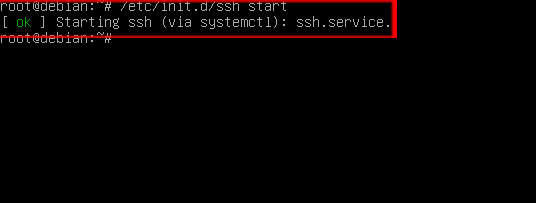 root@debian:~# /etc/init.d/ssh start
[ ok ] Starting ssh (via systemctl): ssh.service.
root@debian:~#